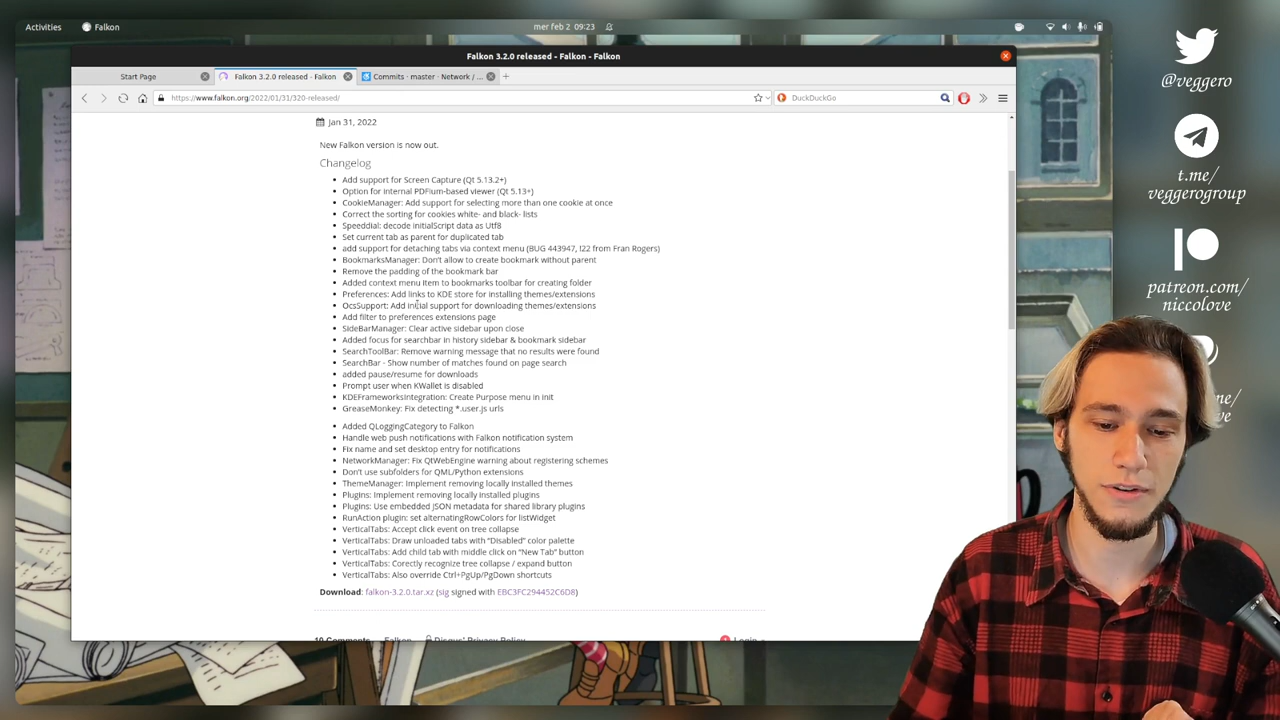 Activities
Falkon
mer feb 2 09:23
Falkon 3.2.0 released - Falkon - Falkon
Start Page
Falkon 3.2.0 released - Falkon
Commits · master · Network / ...
https://www.falkon.org/2022/01/31/320-released/
DuckDuckGo
Jan 31, 2022
New Falkon version is now out.
Changelog
Add support for Screen Capture (Qt 5.13.2+)
Option for internal PDFium-based viewer (Qt 5.13+)
CookieManager: Add support for selecting more than one cookie at once
Correct the sorting for cookies white- and black- lists
Speeddial: decode initialScript data as Utf8
Set current tab as parent for duplicated tab
add support for detaching tabs via context menu (BUG 443947, !22 from Fran Rogers)
BookmarksManager: Don't allow to create bookmark without parent
Remove the padding of the bookmark bar
Added context menu item to bookmarks toolbar for creating folder
Preferences: Add links to KDE store for installing themes/extensions
OcsSupport: Add initial support for downloading themes/extensions
Add filter to preferences extensions page
SideBarManager: Clear active sidebar upon close
Added focus for searchbar in history sidebar & bookmark sidebar
SearchToolBar: Remove warning message that no results were found
SearchBar - Show number of matches found on page search
added pause/resume for downloads
Prompt user when KWallet is disabled
KDEFrameworksIntegration: Create Purpose menu in init
GreaseMonkey: Fix detecting *.user.js urls
Added QLoggingCategory to Falkon
Handle web push notifications with Falkon notification system
Fix name and set desktop entry for notifications
NetworkManager: Fix QtWebEngine warning about registering schemes
Don't use subfolders for QML/Python extensions
ThemeManager: Implement removing locally installed themes
Plugins: Implement removing locally installed plugins
Plugins: Use embedded JSON metadata for shared library plugins
RunAction plugin: set alternatingRowColors for listWidget
VerticalTabs: Accept click event on tree collapse
VerticalTabs: Draw unloaded tabs with "Disabled" color palette
VerticalTabs: Add child tab with middle click on "New Tab" button
VerticalTabs: Corectly recognize tree collapse / expand button
VerticalTabs: Also override Ctrl+PgUp/PgDown shortcuts
Download: falkon-3.2.0.tar.xz (sig signed with EBC3FC294452C6D8)
10 Comments
Falkon
Disqus' Privacy Policy
Login
@veggero
t.me/
veggerogroup
patreon.com/
niccolove